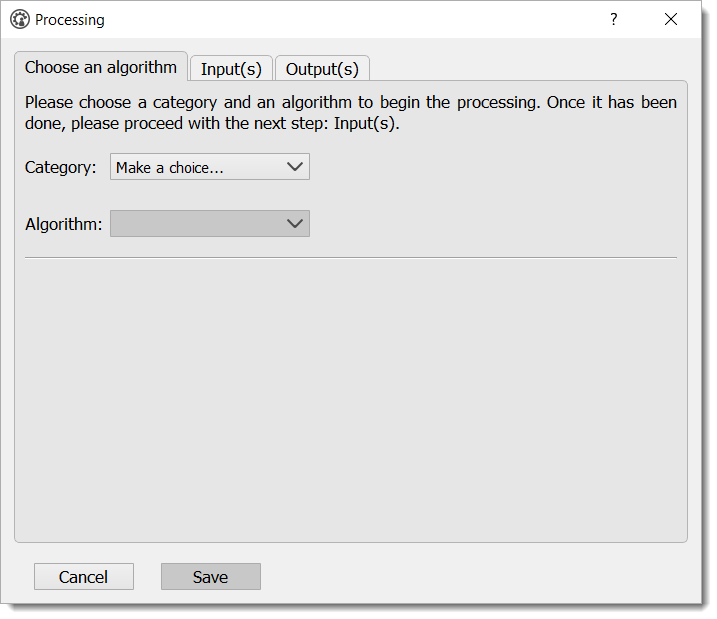 Processing ?
Choose an algorithm Input(s) Output(s)
Please choose a category and an algorithm to begin the processing. Once it has been
done, please proceed with the next step: Input(s).
Category: Make a choice...
Algorithm:
Cancel Save